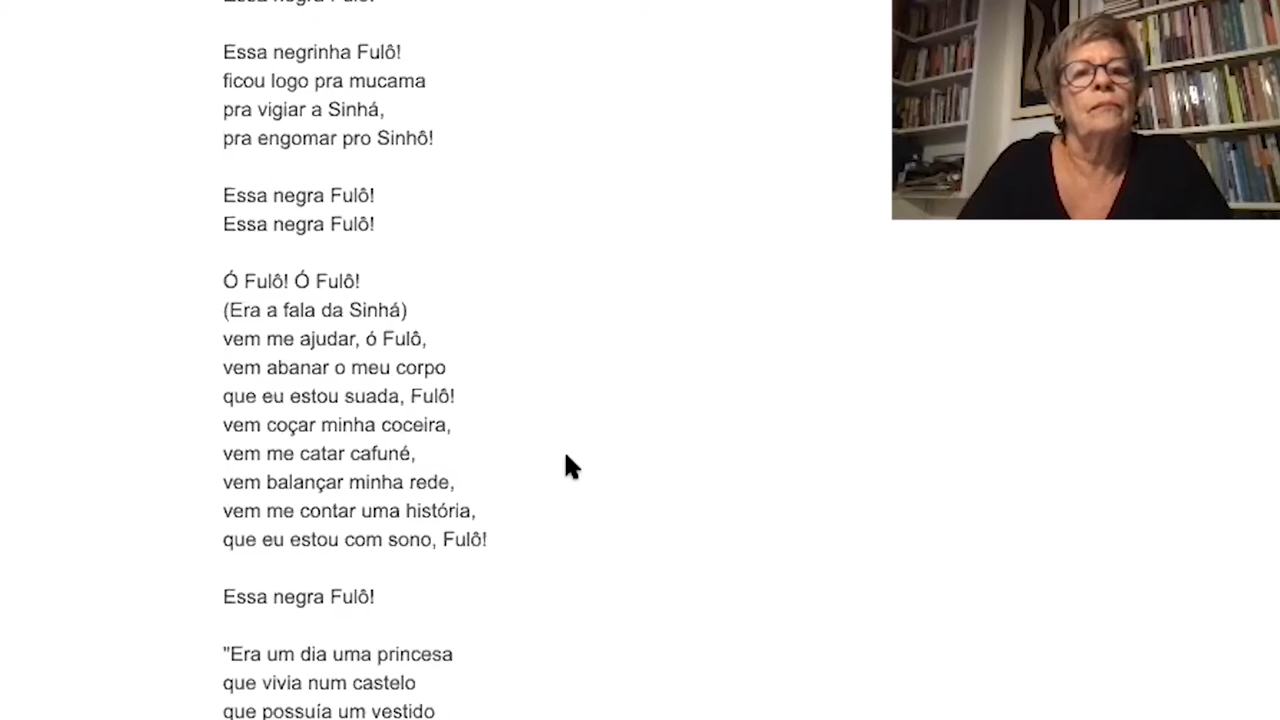 Essa negra Fulô!
Essa negrinha Fulô!
ficou logo pra mucama
pra vigiar a Sinhá,
pra engomar pro Sinhô!
Essa negra Fulô!
Essa negra Fulô!
Ó Fulô! Ó Fulô!
(Era a fala da Sinhá)
vem me ajudar, ó Fulô,
vem abanar o meu corpo
que eu estou suada, Fulô!
vem coçar minha coceira,
vem me catar cafuné,
vem balançar minha rede,
vem me contar uma história,
que eu estou com sono, Fulô!
Essa negra Fulô!
"Era um dia uma princesa
que vivia num castelo
que possuía um vestido